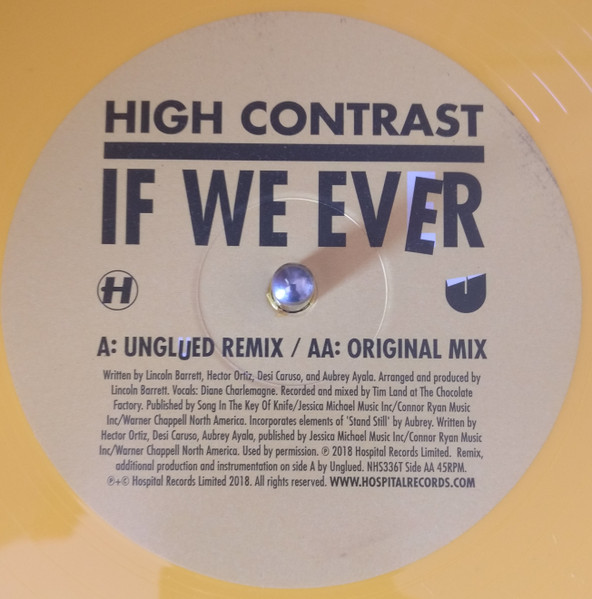 HIGH CONTRAST
IF WE EVER
H
A: UNGLUED REMIX / AA: ORIGINAL MIX
Written by Lincoln Barrett, Hector Ortiz, Desi Caruso, and Aubrey Ayala. Arranged and produced by
Lincoln Barrett. Vocals: Diane Charlemagne. Recorded and mixed by Tim Land at The Chocolate
Factory. Published by Song In The Key Of Knife/Jessica Michael Music Inc/Connor Ryan Music
Inc/Warner Chappell North America. Incorporates elements of 'Stand Still' by Aubrey. Written by
Hector Ortiz, Desi Caruso, Aubrey Ayala, published by Jessica Michael Music Inc/Connor Ryan Music
Inc/Warner Chappell North America. Used by permission. ℗ 2018 Hospital Records Limited. Remix,
additional production and instrumentation on side A by Unglued. NHS336T Side AA 45RPM.
℗+© Hospital Records Limited 2018. All rights reserved. WWW.HOSPITALRECORDS.COM